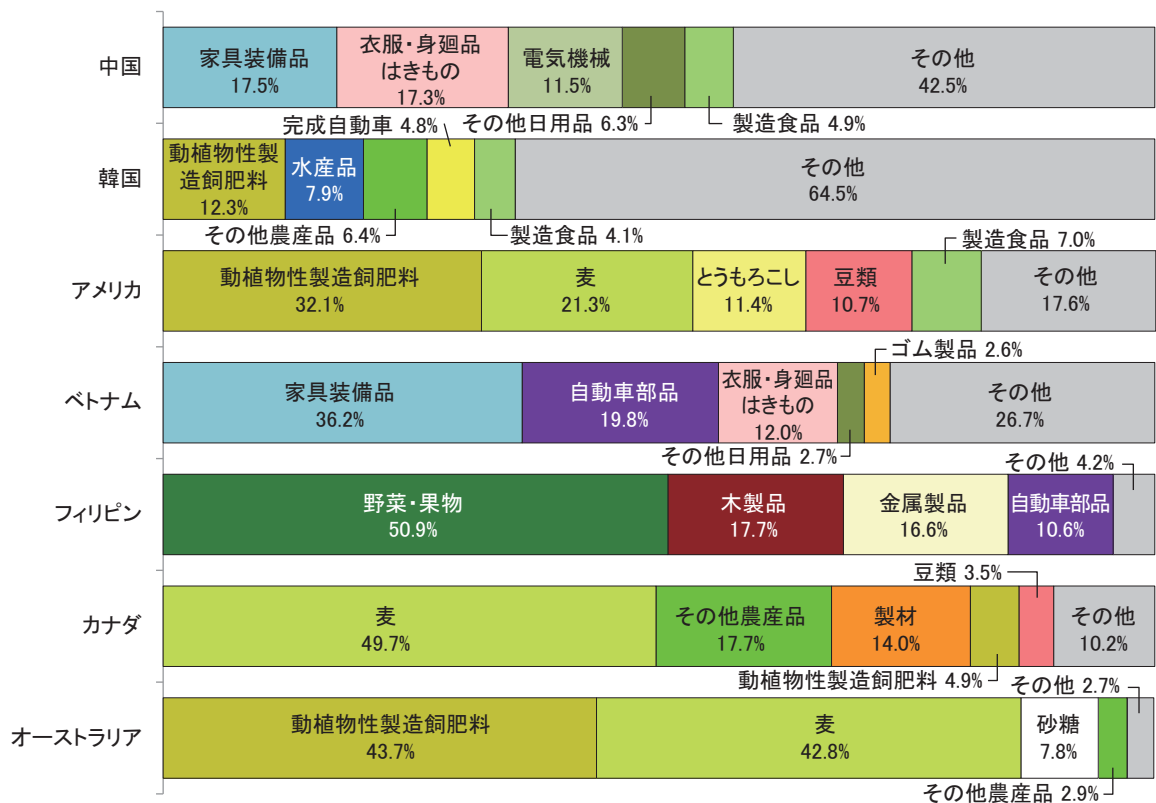 中国
家具装備品
17.5%
衣服・身廻品
はきもの
17.3%
電気機械
11.5%
その他日用品 6.3%
製造食品 4.9%
その他
42.5%
韓国
動植物性製
造飼肥料
12.3%
水産品
7.9%
その他農産品 6.4%
完成自動車 4.8%
製造食品 4.1%
その他
64.5%
アメリカ
動植物性製造飼肥料
32.1%
麦
21.3%
とうもろこし
11.4%
豆類
10.7%
製造食品 7.0%
その他
17.6%
ベトナム
家具装備品
36.2%
自動車部品
19.8%
衣服・身廻品
はきもの
12.0%
その他日用品 2.7%
ゴム製品 2.6%
その他
26.7%
フィリピン
野菜・果物
50.9%
木製品
17.7%
金属製品
16.6%
自動車部品
10.6%
その他 4.2%
カナダ
麦
49.7%
その他農産品
17.7%
製材
14.0%
動植物性製造飼肥料 4.9%
豆類 3.5%
その他
10.2%
オーストラリア
動植物性製造飼肥料
43.7%
麦
42.8%
砂糖
7.8%
その他農産品 2.9%
その他 2.7%